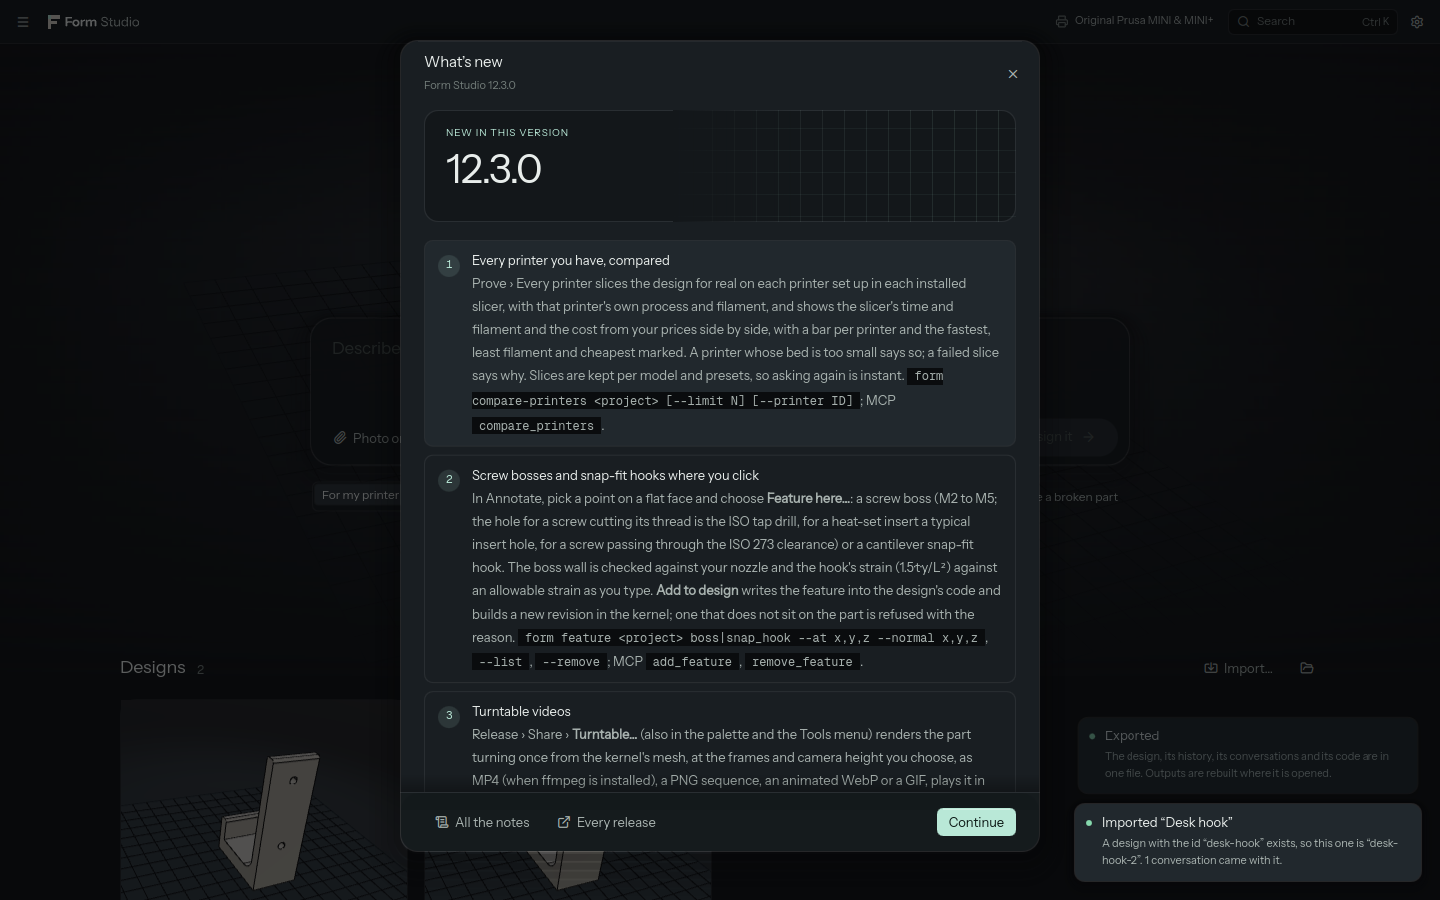 Form Studio
Original Prusa MINI & MINI+
Search
Ctrl K
What's new
Form Studio 12.3.0
NEW IN THIS VERSION
12.3.0
1
Every printer you have, compared
Prove › Every printer slices the design for real on each printer set up in each installed
slicer, with that printer's own process and filament, and shows the slicer's time and
filament and the cost from your prices side by side, with a bar per printer and the fastest,
least filament and cheapest marked. A printer whose bed is too small says so; a failed slice
says why. Slices are kept per model and presets, so asking again is instant. form
compare-printers <project> [--limit N] [--printer ID] ; MCP
compare_printers .
2
Screw bosses and snap-fit hooks where you click
In Annotate, pick a point on a flat face and choose Feature here…: a screw boss (M2 to M5;
the hole for a screw cutting its thread is the ISO tap drill, for a heat-set insert a typical
insert hole, for a screw passing through the ISO 273 clearance) or a cantilever snap-fit
hook. The boss wall is checked against your nozzle and the hook's strain (1.5·ty/L²) against
an allowable strain as you type. Add to design writes the feature into the design's code and
builds a new revision in the kernel; one that does not sit on the part is refused with the
reason. form feature <project> boss|snap_hook --at x,y,z --normal x,y,z ,
--list , --remove ; MCP add_feature , remove_feature .
3
Turntable videos
Release › Share › Turntable… (also in the palette and the Tools menu) renders the part
turning once from the kernel's mesh, at the frames and camera height you choose, as
MP4 (when ffmpeg is installed), a PNG sequence, an animated WebP or a GIF, plays it in
All the notes
Every release
Continue
Describe
Photo o
ign it
For my printer
e a broken part
Designs 2
Import…
Exported
The design, its history, its conversations and its code are in
one file. Outputs are rebuilt where it is opened.
Imported “Desk hook”
A design with the id “desk-hook” exists, so this one is “desk-
hook-2”. 1 conversation came with it.